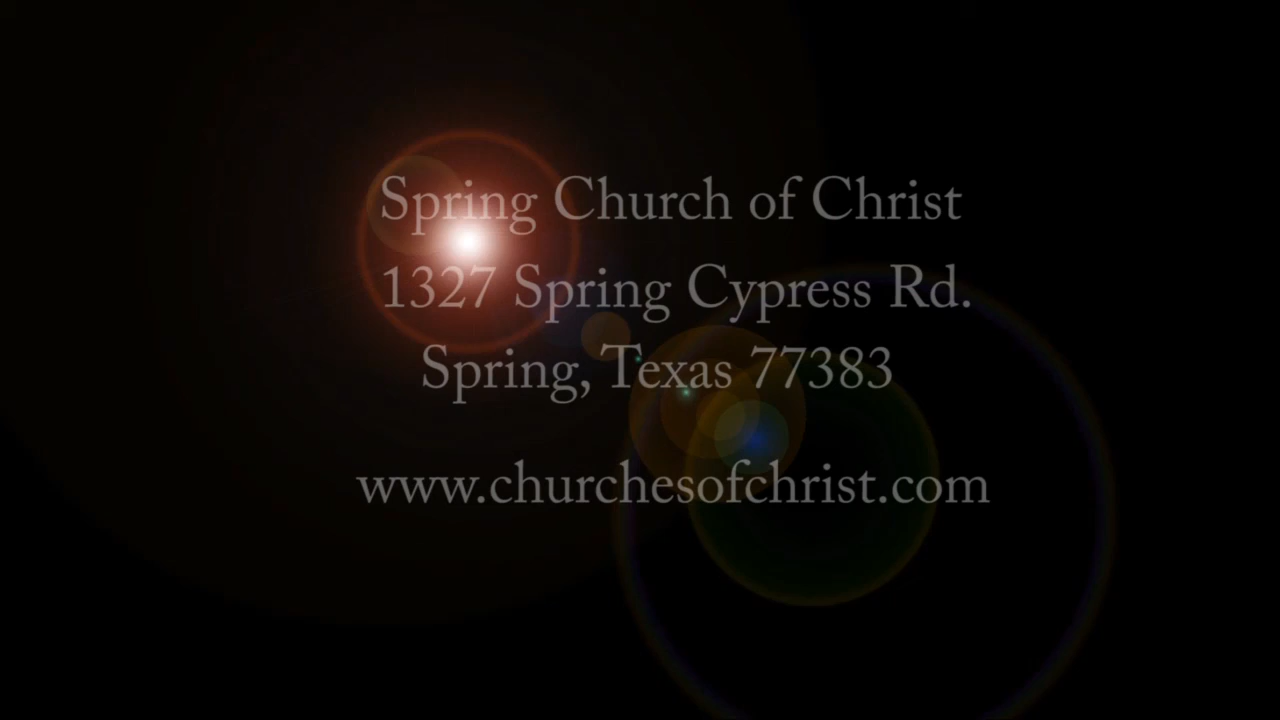 Spring Church of Christ
1327 Spring Cypress Rd.
Spring, Texas 77383
www.churchesofchrist.com